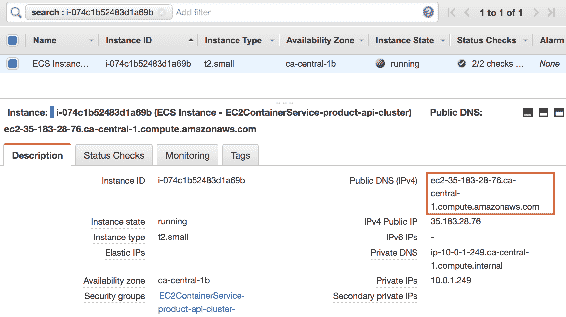 search : i-074c1b52483d1a69b Add filter 1 to 1 of 1
Name Instance ID Instance Type Availability Zone Instance State Status Checks Alarm
ECS Instanc... i-074c1b52483d1a69b t2.small ca-central-1b running 2/2 checks ... None
Instance: i-074c1b52483d1a69b (ECS Instance - EC2ContainerService-product-api-cluster) Public DNS:
ec2-35-183-28-76.ca-central-1.compute.amazonaws.com
Description Status Checks Monitoring Tags
Instance ID i-074c1b52483d1a69b Public DNS (IPv4) ec2-35-183-28-76.ca-
central-
1.compute.amazonaws.com
Instance state running IPv4 Public IP 35.183.28.76
Instance type t2.small IPv6 IPs -
Elastic IPs Private DNS ip-10-0-1-249.ca-central-
1.compute.internal
Availability zone ca-central-1b Private IPs 10.0.1.249
Security groups EC2ContainerService- Secondary private IPs
product-api-cluster-